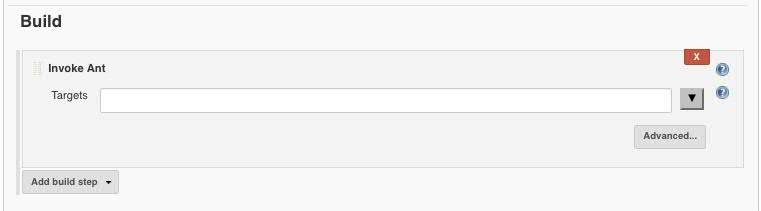 Build
X
Invoke Ant
Targets
Advanced...
Add build step